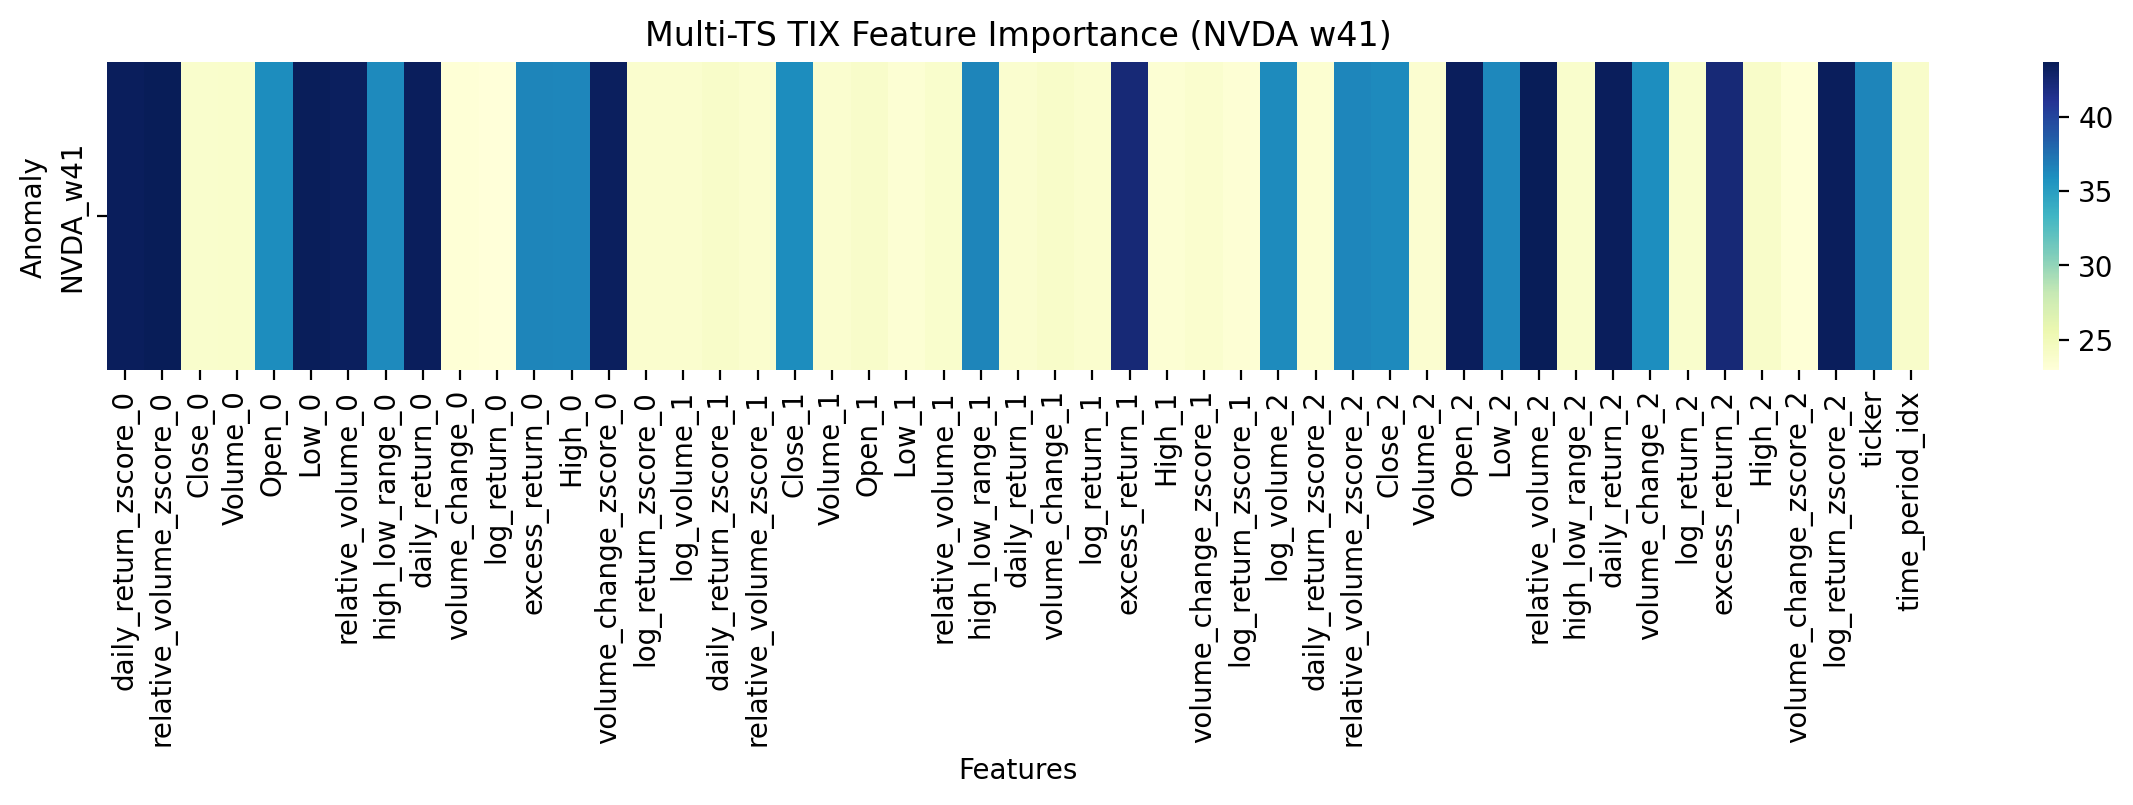 Multi-TS TIX Feature Importance (NVDA w41)
Anomaly
NVDA_w41
40
35
30
25
daily_return_zscore_0
relative_volume_zscore_0
Close_0
Volume_0
Open_0
Low_0
relative_volume_0
high_low_range_0
daily_return_0
volume_change_0
log_return_0
excess_return_0
High_0
volume_change_zscore_0
log_return_zscore_0
log_volume_1
daily_return_zscore_1
relative_volume_zscore_1
Close_1
Volume_1
Open_1
Low_1
relative_volume_1
high_low_range_1
daily_return_1
volume_change_1
log_return_1
excess_return_1
High_1
volume_change_zscore_1
log_return_zscore_1
log_volume_2
daily_return_zscore_2
relative_volume_zscore_2
Close_2
Volume_2
Open_2
Low_2
relative_volume_2
high_low_range_2
daily_return_2
volume_change_2
log_return_2
excess_return_2
High_2
volume_change_zscore_2
log_return_zscore_2
ticker
time_period_idx
Features